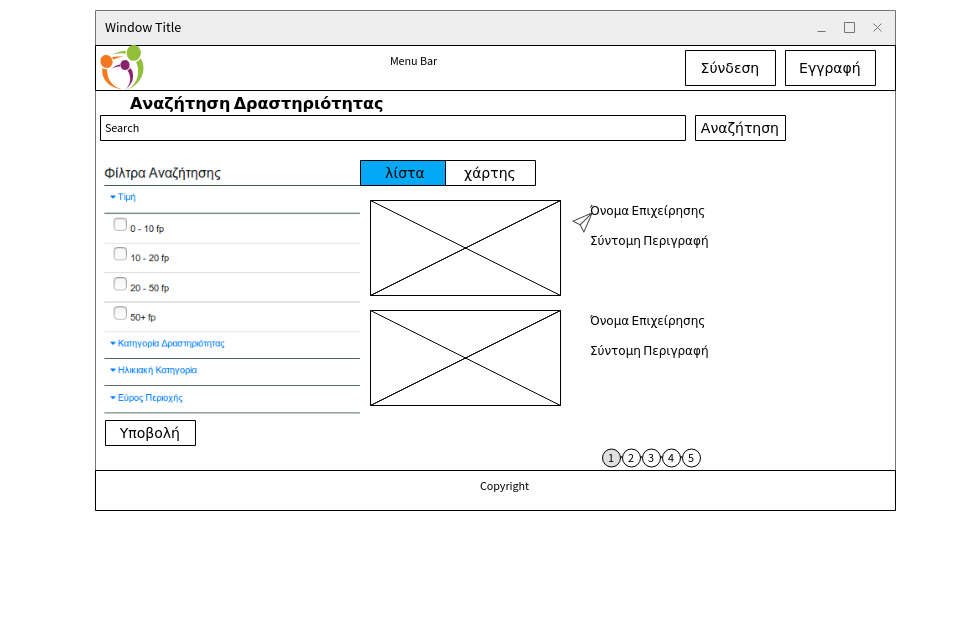 Window Title
Menu Bar
Σύνδεση
Εγγραφή
Αναζήτηση Δραστηριότητας
Search
Αναζήτηση
Φίλτρα Αναζήτησης
λίστα
χάρτης
Τιμή
0 - 10 fp
10 - 20 fp
20 - 50 fp
50+ fp
Κατηγορία Δραστηριότητας
Ηλικιακή Κατηγορία
Εύρος Περιοχής
Υποβολή
Όνομα Επιχείρησης
Σύντομη Περιγραφή
Όνομα Επιχείρησης
Σύντομη Περιγραφή
1 2 3 4 5
Copyright